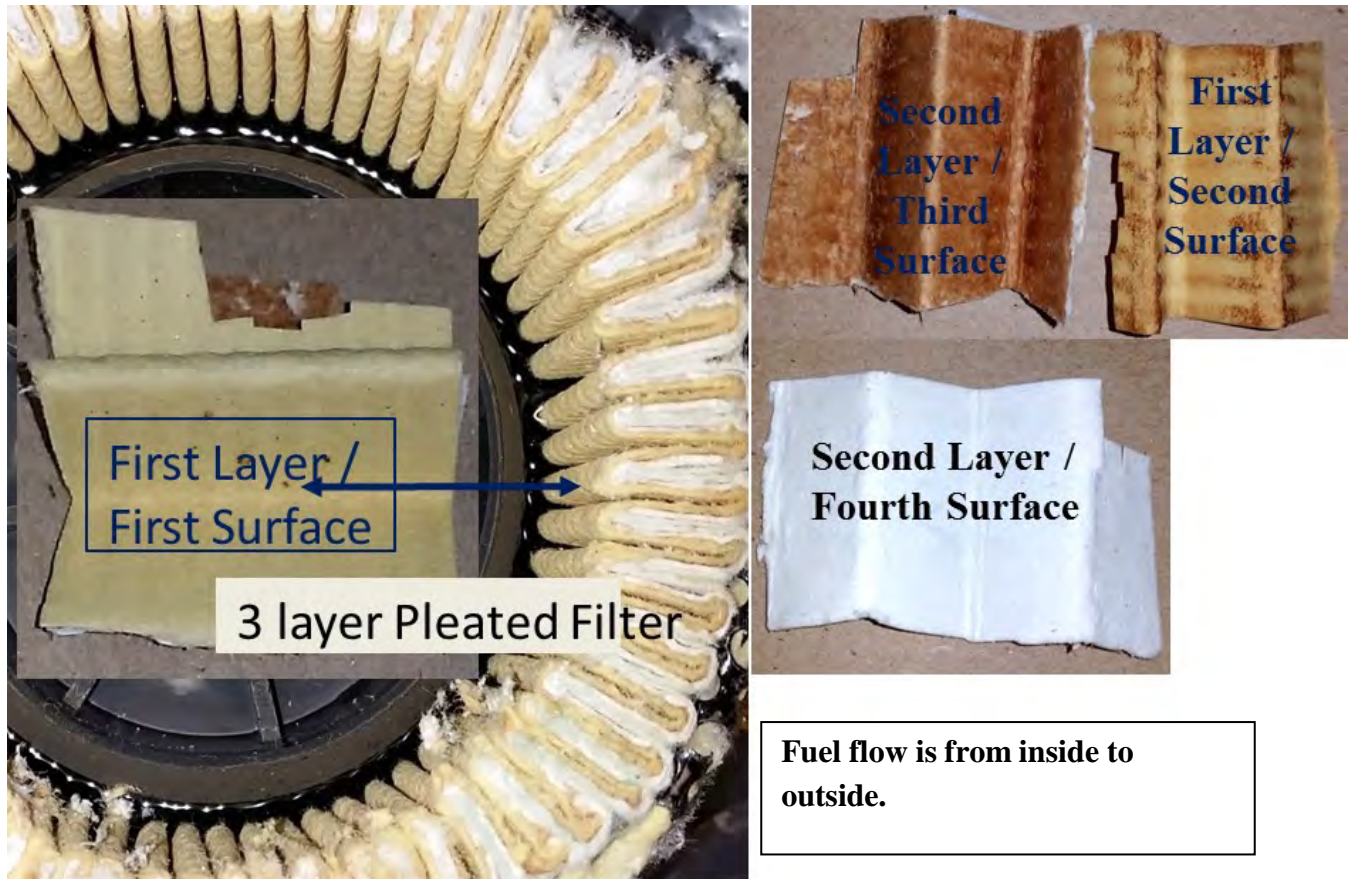 First Layer /
First Surface
3 layer Pleated Filter
Second
Layer /
Third
Surface
First
Layer /
Second
Surface
Second Layer /
Fourth Surface
Fuel flow is from inside to
outside.